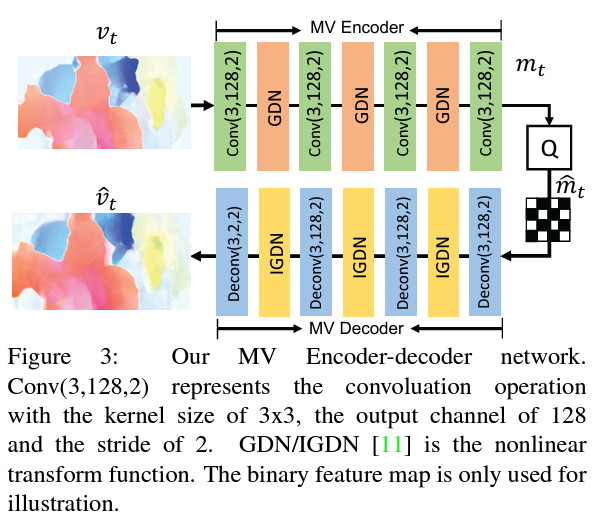 MV Encoder
v_t
Conv(3,128,2)
GDN
Conv(3,128,2)
GDN
Conv(3,128,2)
GDN
Conv(3,128,2)
m_t
Q
m̂_t
v̂_t
Deconv(3,2,2)
IGDN
Deconv(3,128,2)
IGDN
Deconv(3,128,2)
IGDN
Deconv(3,128,2)
MV Decoder
Figure 3: Our MV Encoder-decoder network.
Conv(3,128,2) represents the convoluation operation
with the kernel size of 3x3, the output channel of 128
and the stride of 2. GDN/IGDN [11] is the nonlinear
transform function. The binary feature map is only used for
illustration.